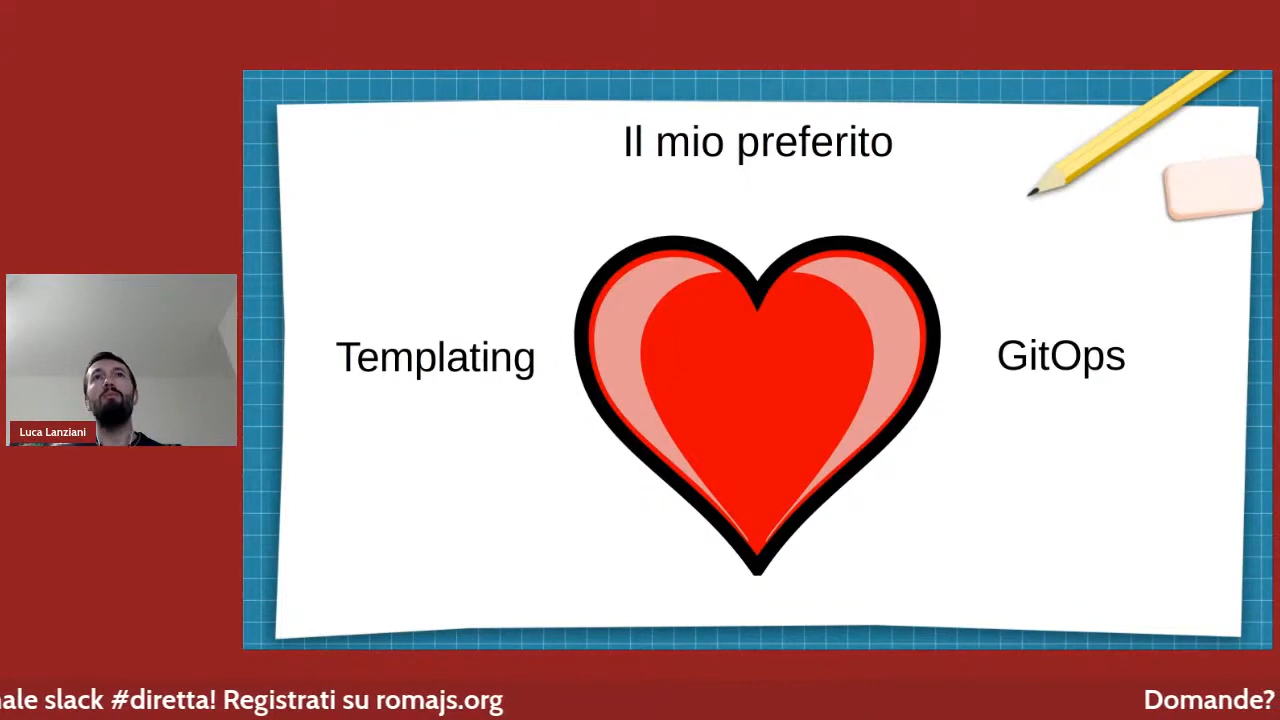 Il mio preferito
Templating
GitOps
Luca Lanziani
ale slack #diretta! Registrati su romajs.org
Domande?